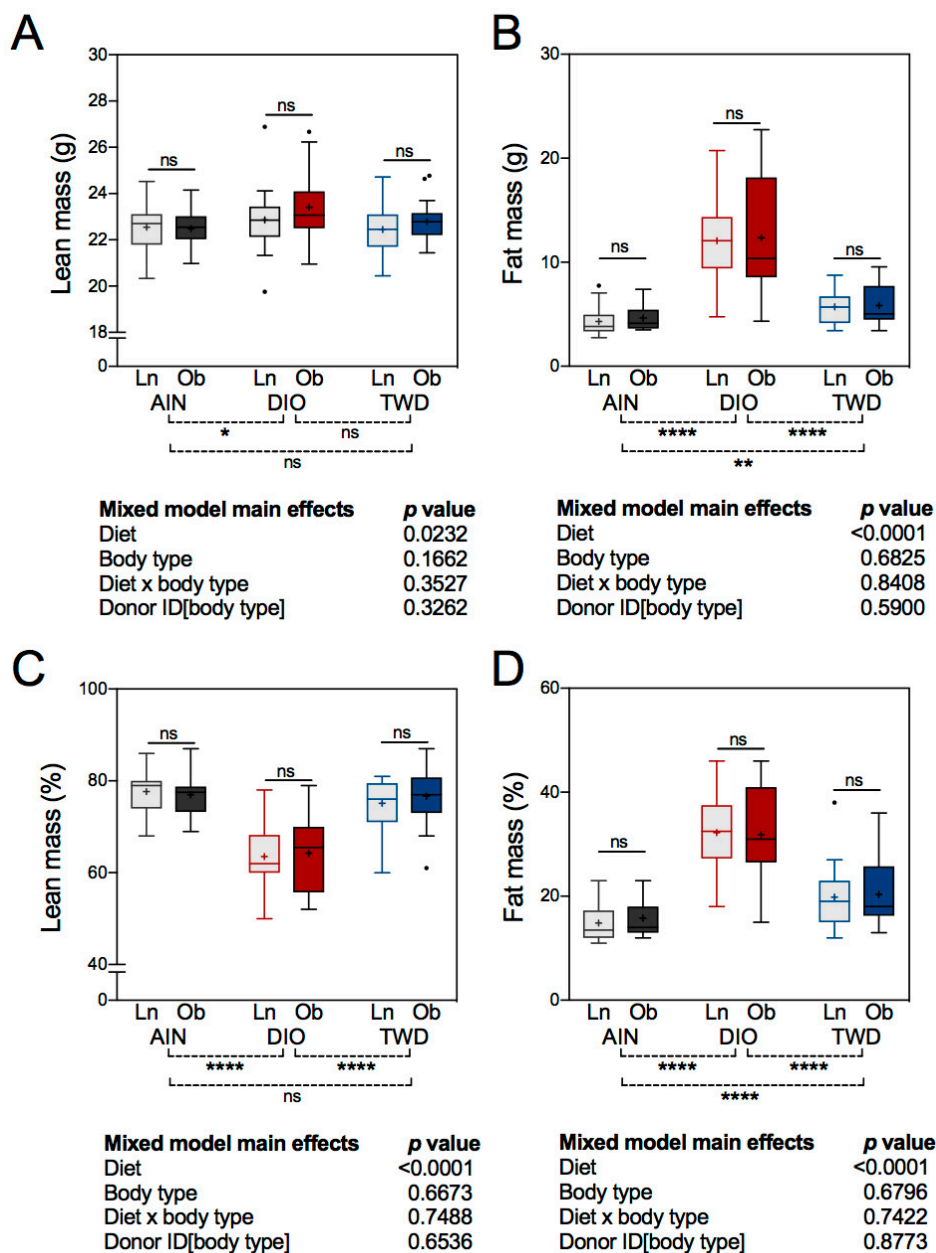 A
B
30
28
26
24
22
20
18
0
Lean mass (g)
ns
ns
ns
Ln Ob Ln Ob Ln Ob
AIN DIO TWD
* ns
ns
30
20
10
0
Fat mass (g)
ns
ns
ns
Ln Ob Ln Ob Ln Ob
AIN DIO TWD
**** ****
**
Mixed model main effects p value
Diet 0.0232
Body type 0.1662
Diet x body type 0.3527
Donor ID[body type] 0.3262
Mixed model main effects p value
Diet <0.0001
Body type 0.6825
Diet x body type 0.8408
Donor ID[body type] 0.5900
C
D
100
80
60
40
0
Lean mass (%)
ns
ns
ns
Ln Ob Ln Ob Ln Ob
AIN DIO TWD
**** ****
ns
60
40
20
0
Fat mass (%)
ns
ns
ns
Ln Ob Ln Ob Ln Ob
AIN DIO TWD
**** ****
****
Mixed model main effects p value
Diet <0.0001
Body type 0.6673
Diet x body type 0.7488
Donor ID[body type] 0.6536
Mixed model main effects p value
Diet <0.0001
Body type 0.6796
Diet x body type 0.7422
Donor ID[body type] 0.8773